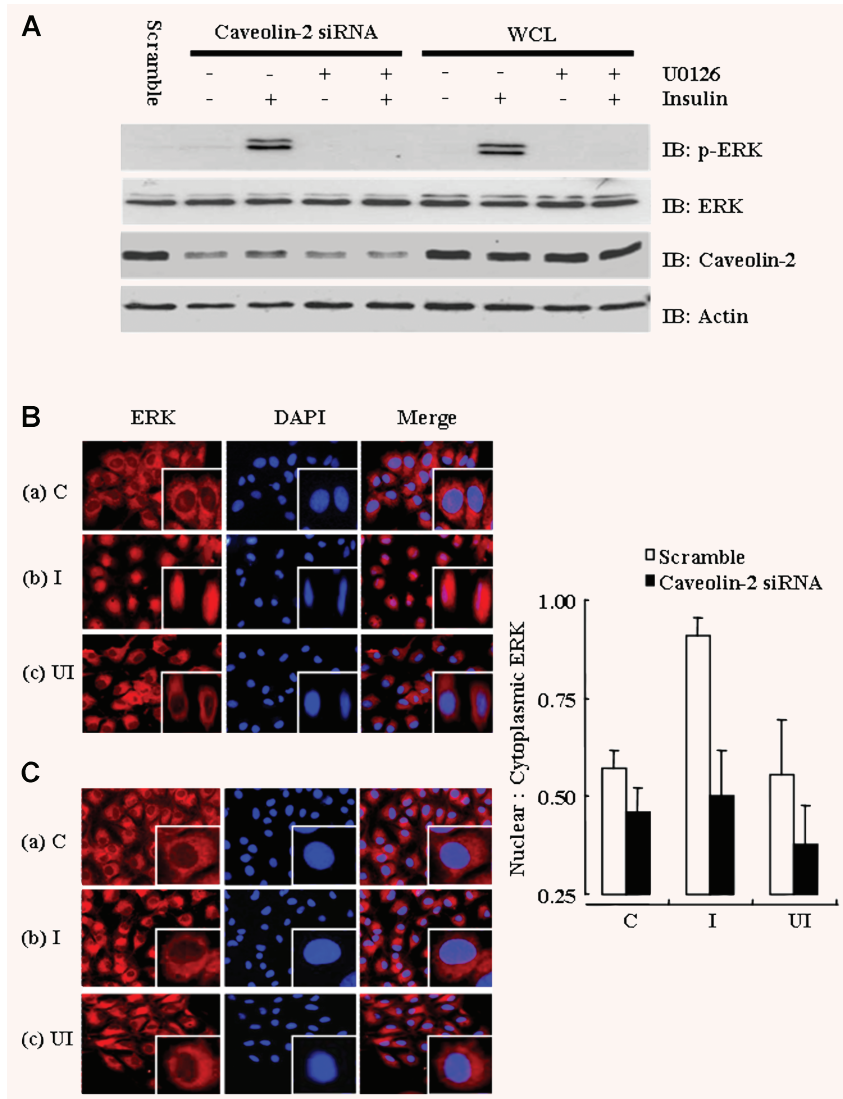 A
Scramble
Caveolin-2 siRNA
WCL
- - + + - - + + U0126
- + - + - + - + Insulin
IB: p-ERK
IB: ERK
IB: Caveolin-2
IB: Actin
B
ERK DAPI Merge
(a) C
(b) I
(c) UI
C
(a) C
(b) I
(c) UI
Scramble
Caveolin-2 siRNA
Nuclear : Cytoplasmic ERK
1.00
0.75
0.50
0.25
C I UI